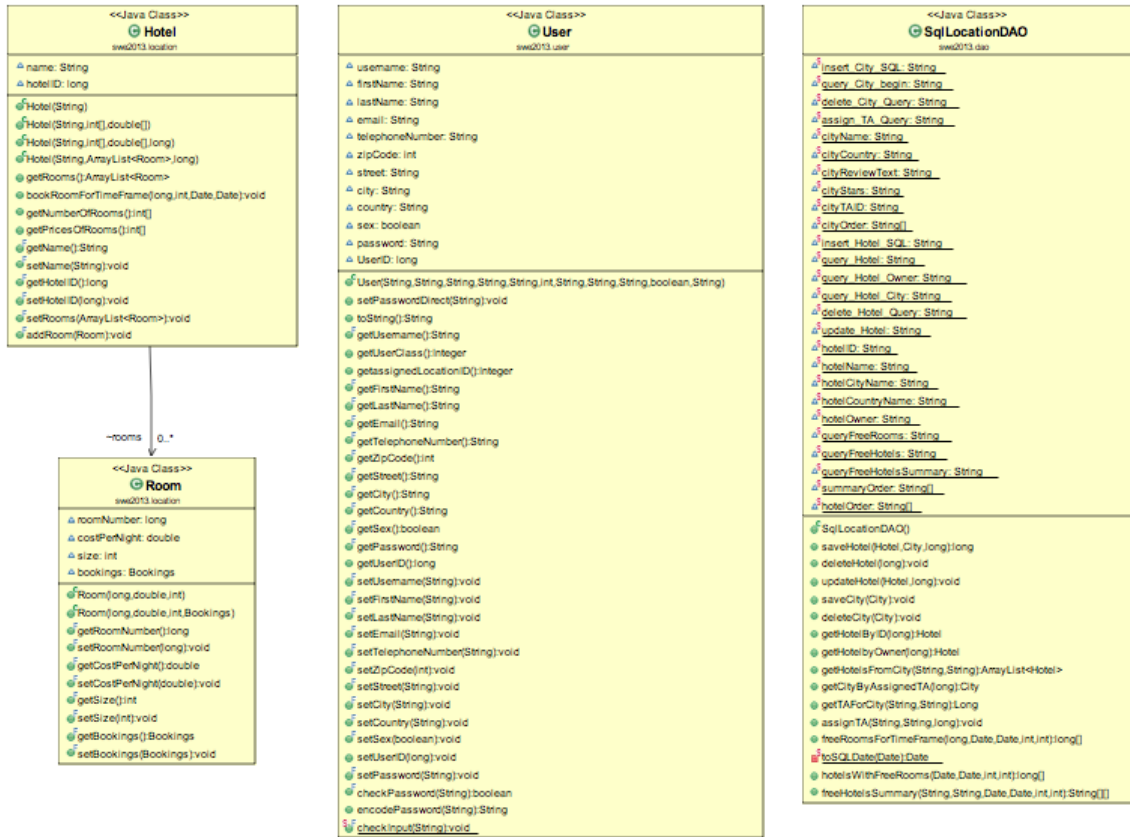 <<Java Class>>
Hotel
swe2013.location
name: String
hotelID: long
Hotel(String)
Hotel(String,int[],double[])
Hotel(String,int[],double[],long)
Hotel(String,ArrayList<Room>,long)
getRooms():ArrayList<Room>
bookRoomForTimeFrame(long,int,Date,Date):void
getNumberOfRooms():int[]
getPricesOfRooms():int[]
getName():String
setName(String):void
getHotelID():long
setHotelID(long):void
setRooms(ArrayList<Room>):void
addRoom(Room):void
~rooms 0..*
<<Java Class>>
Room
swe2013.location
roomNumber: long
costPerNight: double
size: int
bookings: Bookings
Room(long,double,int)
Room(long,double,int,Bookings)
getRoomNumber():long
setRoomNumber(long):void
getCostPerNight():double
setCostPerNight(double):void
getSize():int
setSize(int):void
getBookings():Bookings
setBookings(Bookings):void
<<Java Class>>
User
swe2013.user
username: String
firstName: String
lastName: String
email: String
telephoneNumber: String
zipCode: int
street: String
city: String
country: String
sex: boolean
password: String
UserID: long
User(String,String,String,String,String,int,String,String,String,boolean,String)
setPasswordDirect(String):void
toString():String
getUsername():String
getUserClass():Integer
getassignedLocationID():Integer
getFirstName():String
getLastName():String
getEmail():String
getTelephoneNumber():String
getZipCode():int
getStreet():String
getCity():String
getCountry():String
getSex():boolean
getPassword():String
getUserID():long
setUsername(String):void
setFirstName(String):void
setLastName(String):void
setEmail(String):void
setTelephoneNumber(String):void
setZipCode(int):void
setStreet(String):void
setCity(String):void
setCountry(String):void
setSex(boolean):void
setUserID(long):void
setPassword(String):void
checkPassword(String):boolean
encodePassword(String):String
checkInput(String):void
<<Java Class>>
SqlLocationDAO
swe2013.dao
insert_City_SQL: String
query_City_begin: String
delete_City_Query: String
assign_TA_Query: String
cityName: String
cityCountry: String
cityReviewText: String
cityStars: String
cityTAID: String
cityOrder: String[]
insert_Hotel_SQL: String
query_Hotel: String
query_Hotel_Owner: String
query_Hotel_City: String
delete_Hotel_Query: String
update_Hotel: String
hotelID: String
hotelName: String
hotelCityName: String
hotelCountryName: String
hotelOwner: String
queryFreeRooms: String
queryFreeHotels: String
queryFreeHotelsSummary: String
summaryOrder: String[]
hotelOrder: String[]
SqlLocationDAO()
saveHotel(Hotel,City,long):long
deleteHotel(long):void
updateHotel(Hotel,long):void
saveCity(City):void
deleteCity(City):void
getHotelByID(long):Hotel
getHotelbyOwner(long):Hotel
getHotelsFromCity(String,String):ArrayList<Hotel>
getCityByAssignedTA(long):City
getTAForCity(String,String):Long
assignTA(String,String,long):void
freeRoomsForTimeFrame(long,Date,Date,int,int):long[]
toSQLDate(Date):Date
hotelsWithFreeRooms(Date,Date,int,int):long[]
freeHotelsSummary(String,String,Date,Date,int,int):String[][]